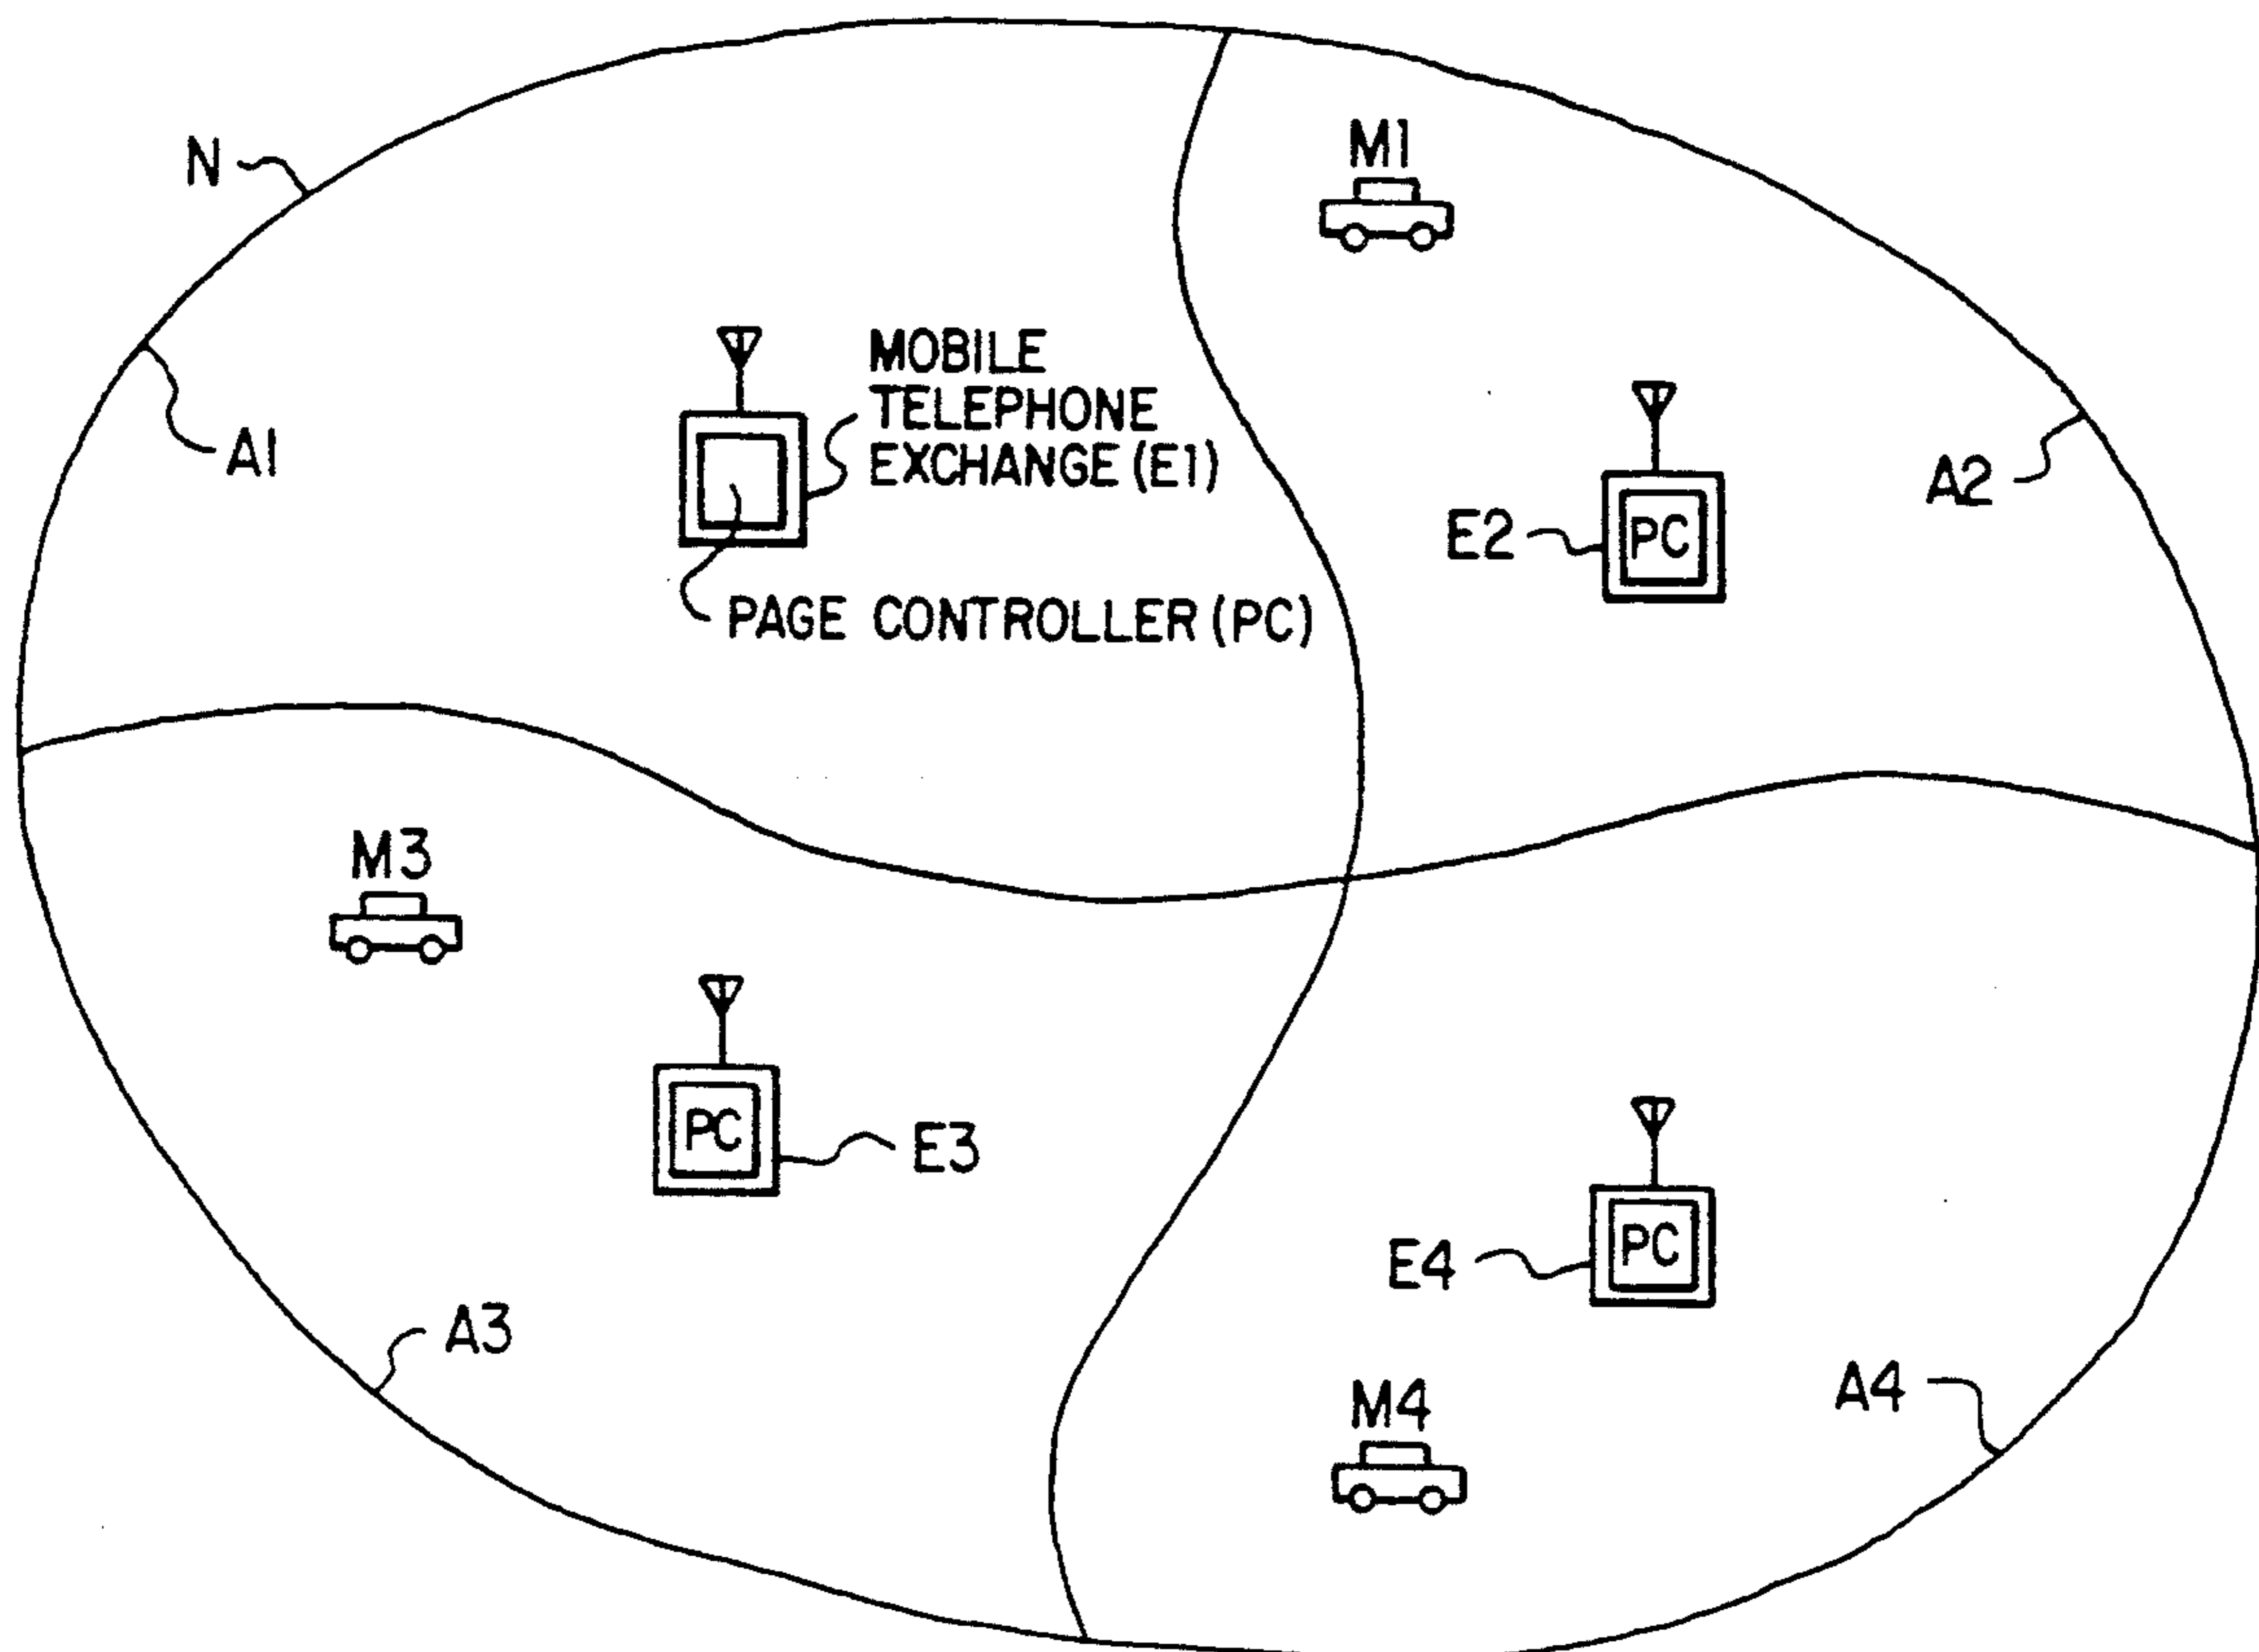 N
M1
MOBILE
TELEPHONE
EXCHANGE (E1)
A1
A2
E2
PC
PAGE CONTROLLER (PC)
M3
PC
E3
PC
E4
A3
A4
M4